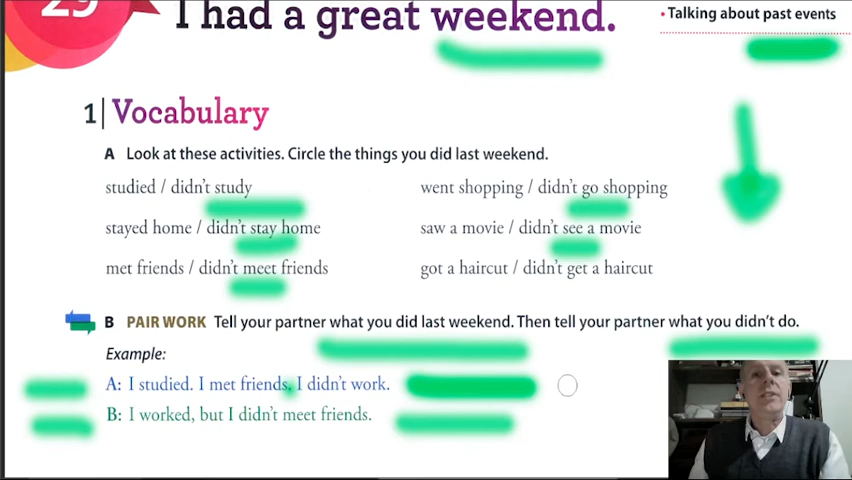 29
I had a great weekend.
• Talking about past events
1 | Vocabulary
A Look at these activities. Circle the things you did last weekend.
studied / didn't study
went shopping / didn't go shopping
stayed home / didn't stay home
saw a movie / didn't see a movie
met friends / didn't meet friends
got a haircut / didn't get a haircut
B PAIR WORK Tell your partner what you did last weekend. Then tell your partner what you didn't do.
Example:
A: I studied. I met friends. I didn't work.
B: I worked, but I didn't meet friends.